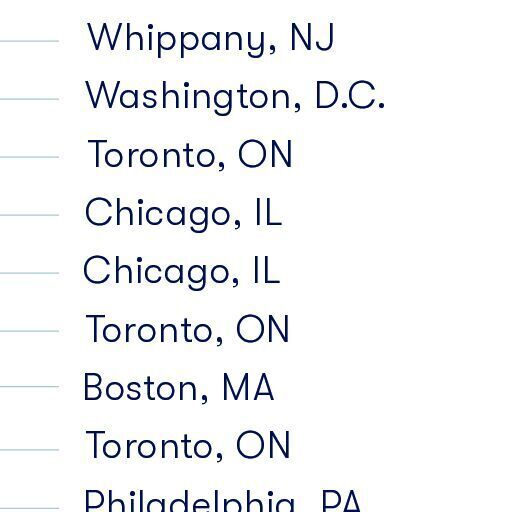 Whippany, NJ
Washington, D.C.
Toronto, ON
Chicago, IL
Chicago, IL
Toronto, ON
Boston, MA
Toronto, ON
Philadelphia, PA